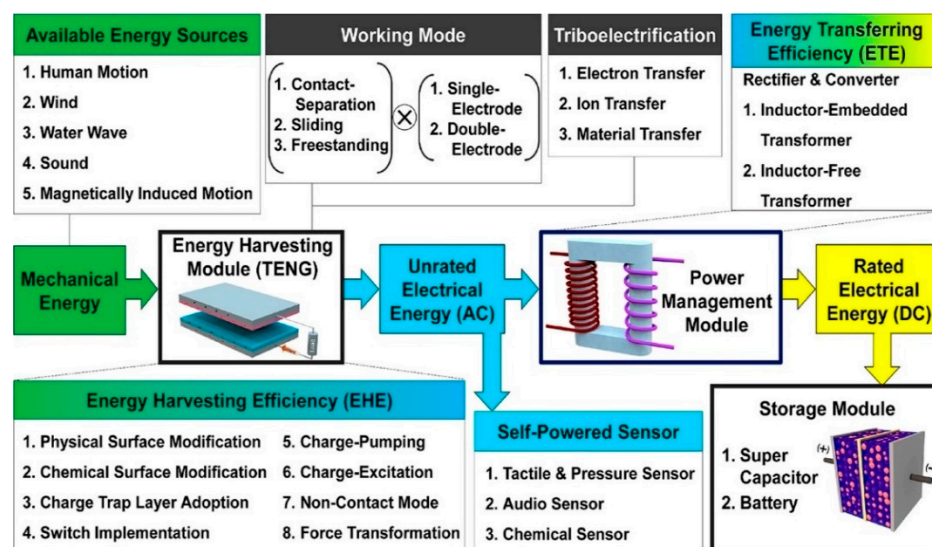 Available Energy Sources
1. Human Motion
2. Wind
3. Water Wave
4. Sound
5. Magnetically Induced Motion
Working Mode
1. Contact-
Separation
2. Sliding
3. Freestanding
×
1. Single-
Electrode
2. Double-
Electrode
Triboelectrification
1. Electron Transfer
2. Ion Transfer
3. Material Transfer
Energy Transferring
Efficiency (ETE)
Rectifier & Converter
1. Inductor-Embedded
Transformer
2. Inductor-Free
Transformer
Mechanical
Energy
Energy Harvesting
Module (TENG)
Unrated
Electrical
Energy (AC)
Power
Management
Module
Rated
Electrical
Energy (DC)
Energy Harvesting Efficiency (EHE)
1. Physical Surface Modification
2. Chemical Surface Modification
3. Charge Trap Layer Adoption
4. Switch Implementation
5. Charge-Pumping
6. Charge-Excitation
7. Non-Contact Mode
8. Force Transformation
Self-Powered Sensor
1. Tactile & Pressure Sensor
2. Audio Sensor
3. Chemical Sensor
Storage Module
1. Super
Capacitor
2. Battery
(+)
(-)